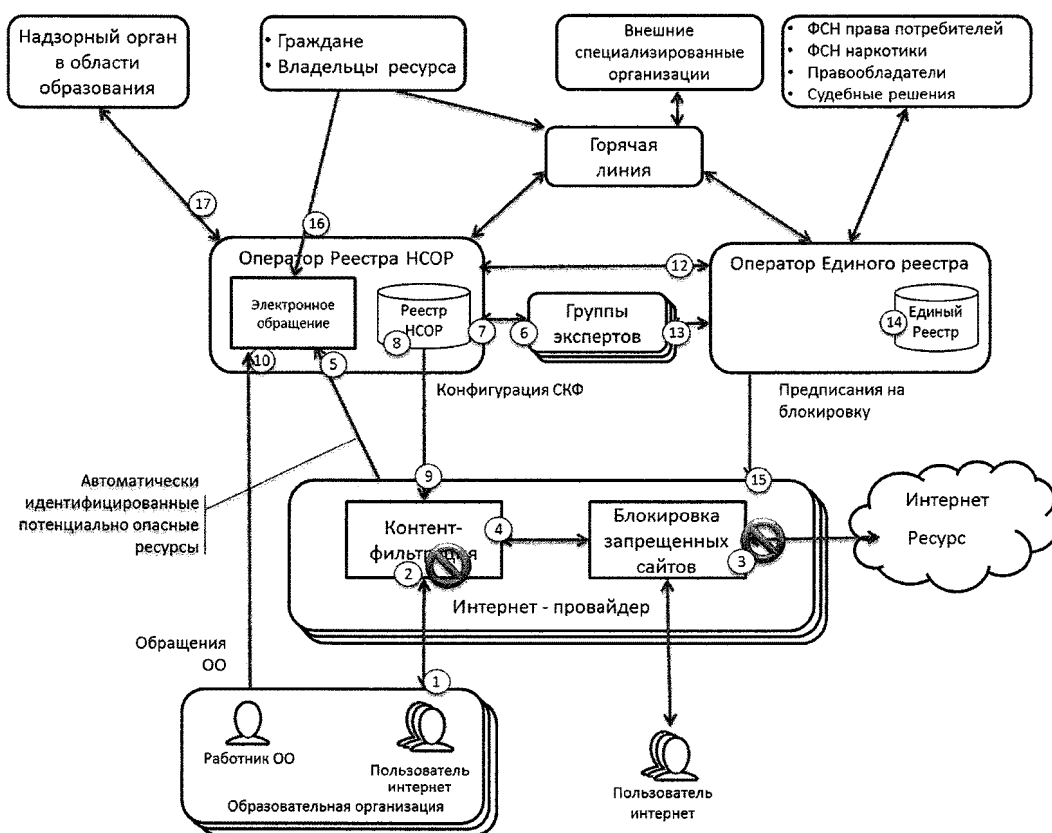 Надзорный орган
в области
образования
• Граждане
• Владельцы ресурса
Внешние
специализированные
организации
• ФСН права потребителей
• ФСН наркотики
• Правообладатели
• Судебные решения
Горячая
линия
17
16
Оператор Реестра НСОР
12
Оператор Единого реестра
Электронное
обращение
Реестр
НСОР
8
7
6
Группы
экспертов
13
14
Единый
Реестр
10
5
Конфигурация СКФ
Предписания на
блокировку
Автоматически
идентифицированные
потенциально опасные
ресурсы
9
15
Контент-
фильтрация
2
4
Блокировка
запрещенных
сайтов
3
Интернет
Ресурс
Интернет - провайдер
Обращения
ОО
1
Работник ОО
Пользователь
интернет
Образовательная организация
Пользователь
интернет